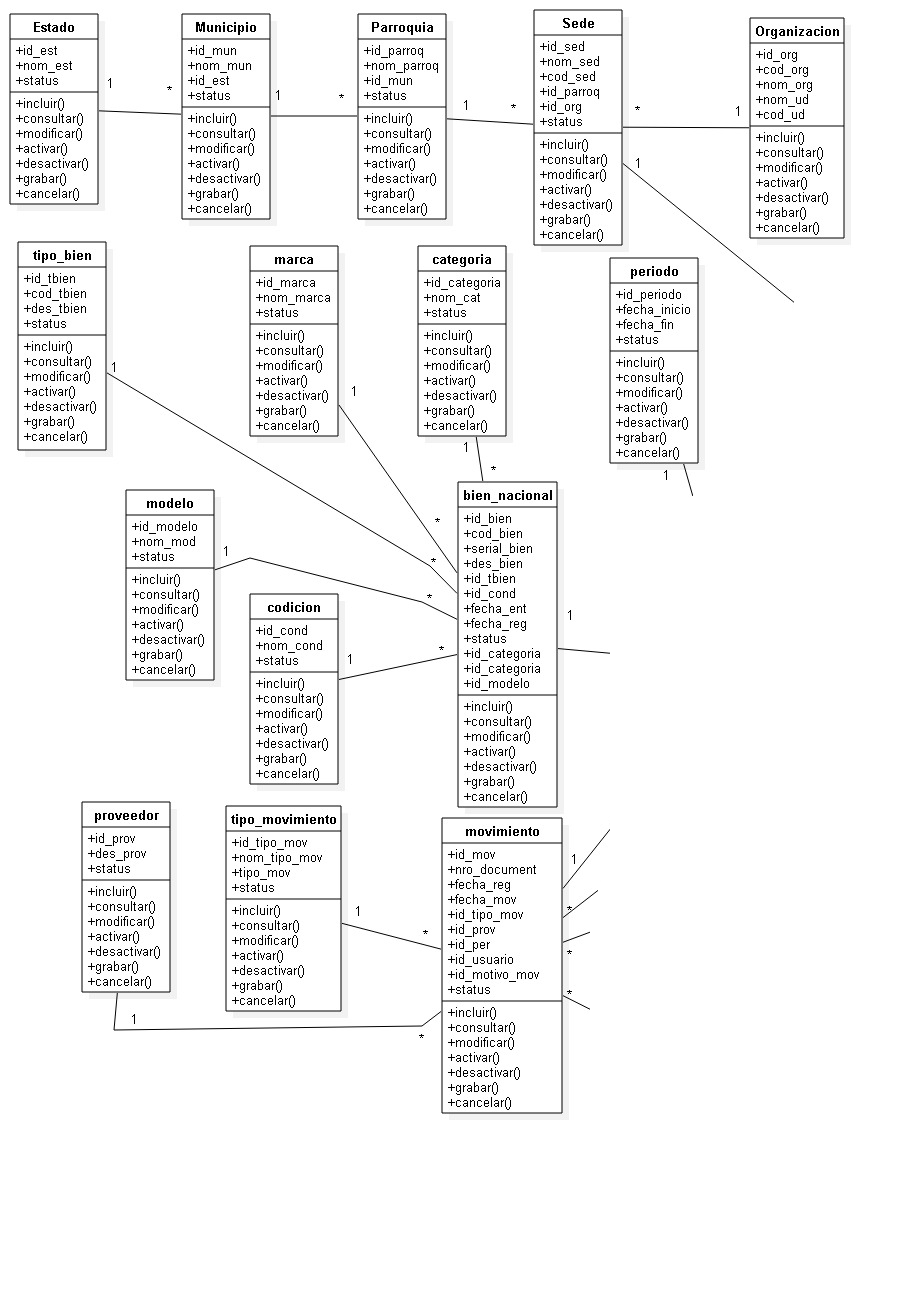 Estado
+id_est
+nom_est
+status
+incluir()
+consultar()
+modificar()
+activar()
+desactivar()
+grabar()
+cancelar()
1
*
Municipio
+id_mun
+nom_mun
+id_est
+status
+incluir()
+consultar()
+modificar()
+activar()
+desactivar()
+grabar()
+cancelar()
1
*
Parroquia
+id_parroq
+nom_parroq
+id_mun
+status
+incluir()
+consultar()
+modificar()
+activar()
+desactivar()
+grabar()
+cancelar()
1
*
Sede
+id_sed
+nom_sed
+cod_sed
+id_parroq
+id_org
+status
+incluir()
+consultar()
+modificar()
+activar()
+desactivar()
+grabar()
+cancelar()
*
1
1
Organizacion
+id_org
+cod_org
+nom_org
+nom_ud
+cod_ud
+incluir()
+consultar()
+modificar()
+activar()
+desactivar()
+grabar()
+cancelar()
tipo_bien
+id_tbien
+cod_tbien
+des_tbien
+status
+incluir()
+consultar()
+modificar()
+activar()
+desactivar()
+grabar()
+cancelar()
1
*
marca
+id_marca
+nom_marca
+status
+incluir()
+consultar()
+modificar()
+activar()
+desactivar()
+grabar()
+cancelar()
1
*
categoria
+id_categoria
+nom_cat
+status
+incluir()
+consultar()
+modificar()
+activar()
+desactivar()
+grabar()
+cancelar()
1
*
periodo
+id_periodo
+fecha_inicio
+fecha_fin
+status
+incluir()
+consultar()
+modificar()
+activar()
+desactivar()
+grabar()
+cancelar()
1
modelo
+id_modelo
+nom_mod
+status
+incluir()
+consultar()
+modificar()
+activar()
+desactivar()
+grabar()
+cancelar()
1
*
codicion
+id_cond
+nom_cond
+status
+incluir()
+consultar()
+modificar()
+activar()
+desactivar()
+grabar()
+cancelar()
1
*
bien_nacional
+id_bien
+cod_bien
+serial_bien
+des_bien
+id_tbien
+id_cond
+fecha_ent
+fecha_reg
+status
+id_categoria
+id_categoria
+id_modelo
+incluir()
+consultar()
+modificar()
+activar()
+desactivar()
+grabar()
+cancelar()
1
proveedor
+id_prov
+des_prov
+status
+incluir()
+consultar()
+modificar()
+activar()
+desactivar()
+grabar()
+cancelar()
1
*
tipo_movimiento
+id_tipo_mov
+nom_tipo_mov
+tipo_mov
+status
+incluir()
+consultar()
+modificar()
+activar()
+desactivar()
+grabar()
+cancelar()
1
*
movimiento
+id_mov
+nro_document
+fecha_reg
+fecha_mov
+id_tipo_mov
+id_prov
+id_per
+id_usuario
+id_motivo_mov
+status
+incluir()
+consultar()
+modificar()
+activar()
+desactivar()
+grabar()
+cancelar()
1
*
*
*